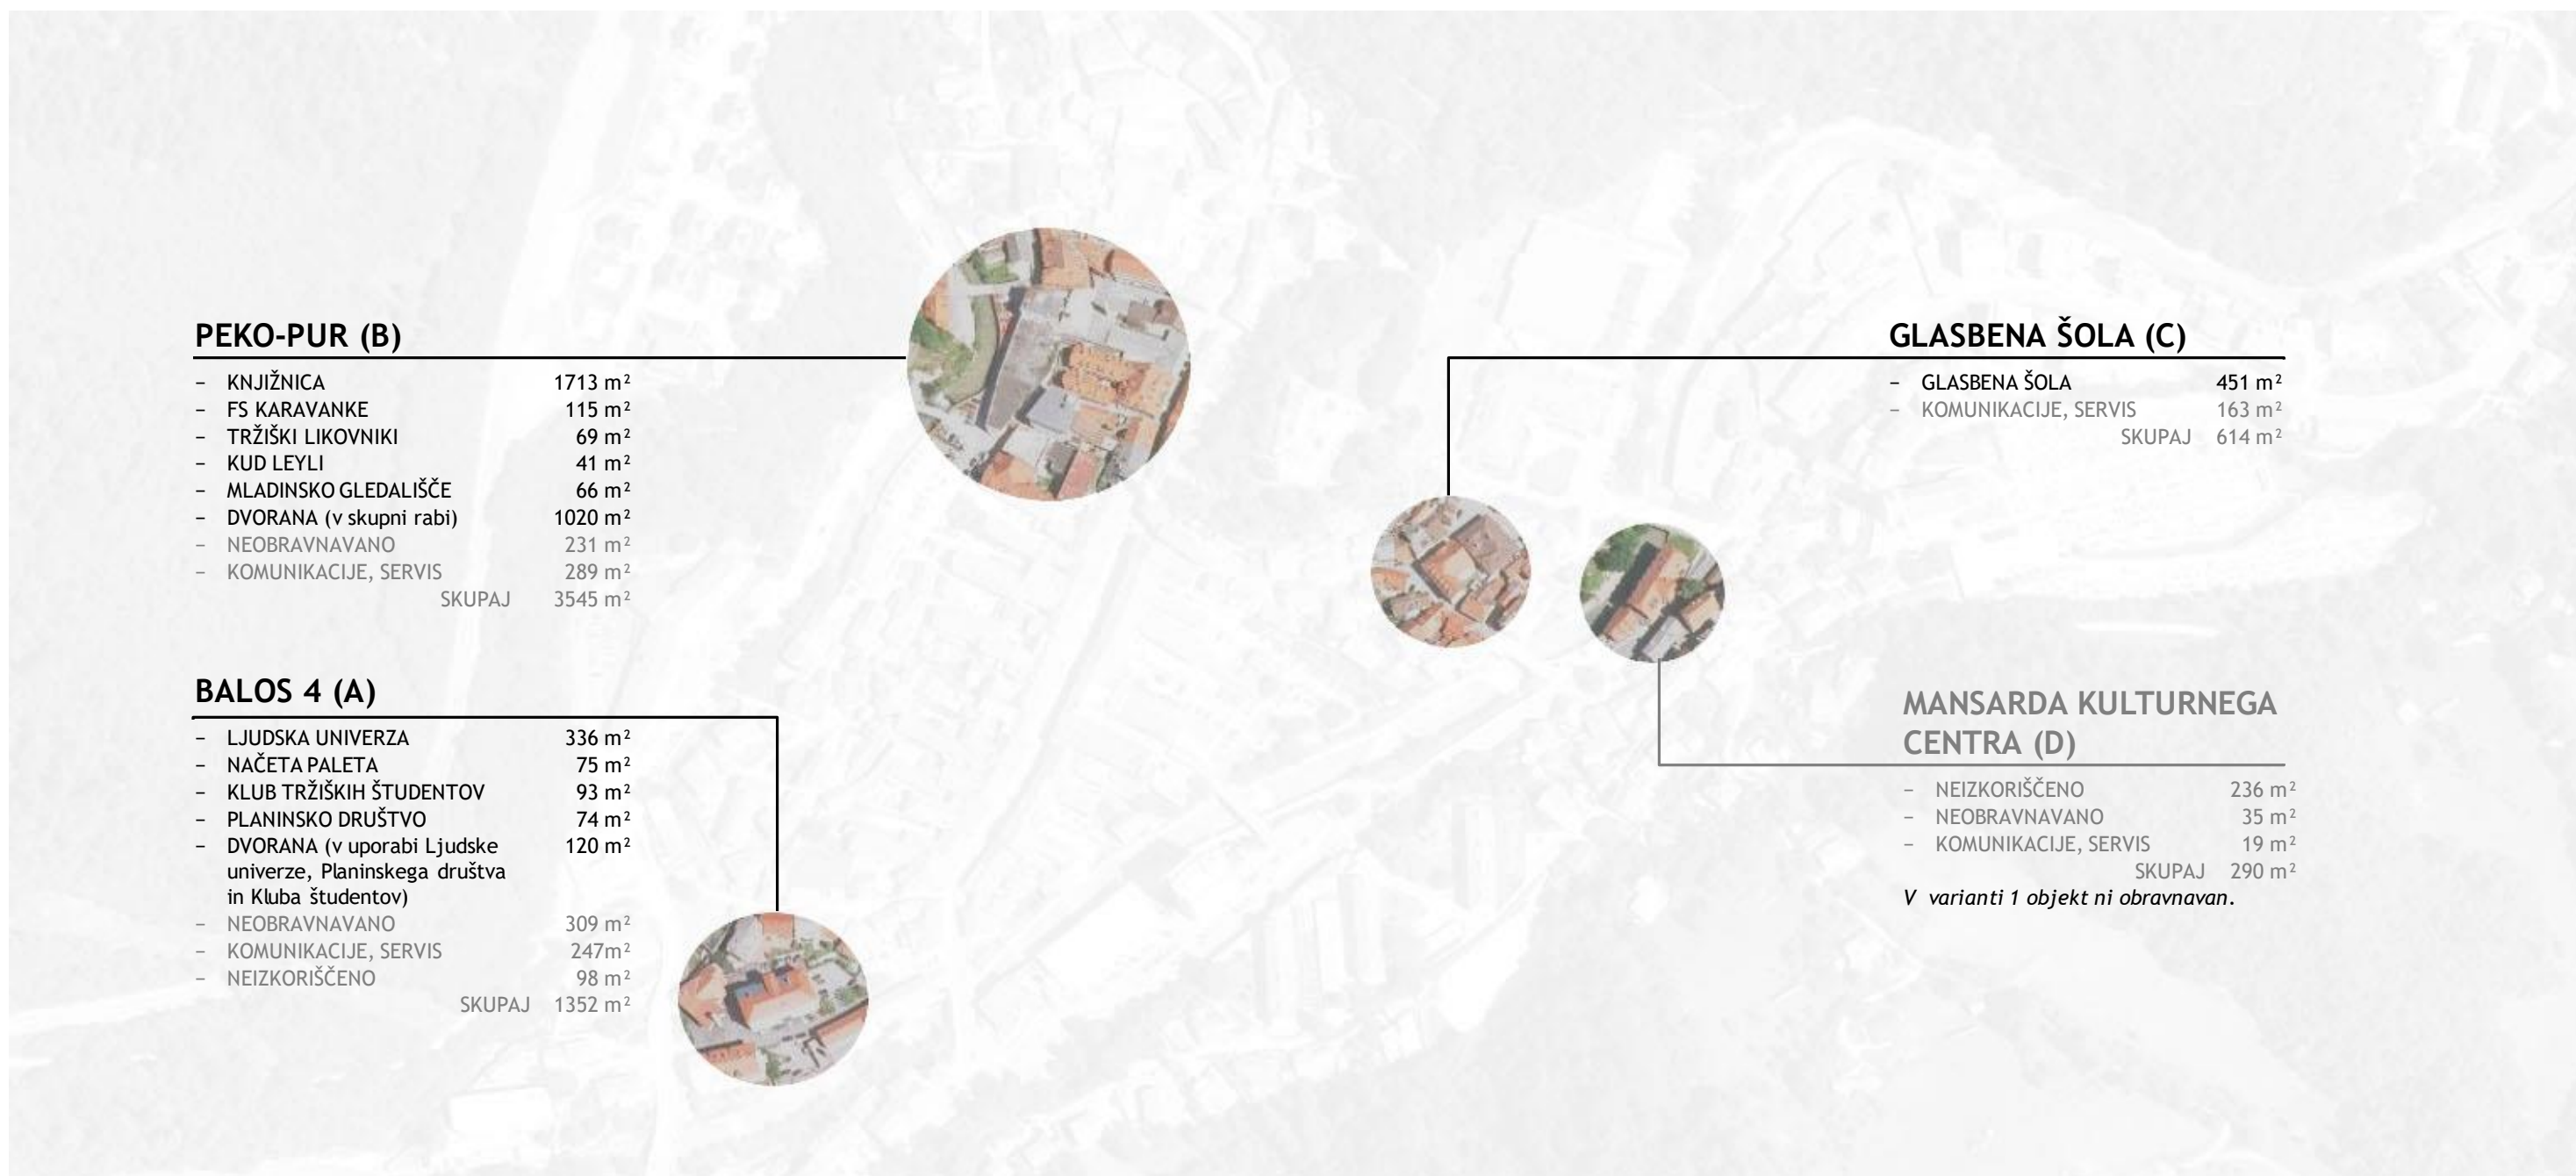 PEKO-PUR (B)
– KNJIŽNICA 1713 m²
– FS KARAVANKE 115 m²
– TRŽIŠKI LIKOVNIKI 69 m²
– KUD LEYLI 41 m²
– MLADINSKO GLEDALIŠČE 66 m²
– DVORANA (v skupni rabi) 1020 m²
– NEOBRAVNAVANO 231 m²
– KOMUNIKACIJE, SERVIS 289 m²
SKUPAJ 3545 m²
BALOS 4 (A)
– LJUDSKA UNIVERZA 336 m²
– NAČETA PALETA 75 m²
– KLUB TRŽIŠKIH ŠTUDENTOV 93 m²
– PLANINSKO DRUŠTVO 74 m²
– DVORANA (v uporabi Ljudske 120 m²
univerze, Planinskega društva
in Kluba študentov)
– NEOBRAVNAVANO 309 m²
– KOMUNIKACIJE, SERVIS 247m²
– NEIZKORIŠČENO 98 m²
SKUPAJ 1352 m²
GLASBENA ŠOLA (C)
– GLASBENA ŠOLA 451 m²
– KOMUNIKACIJE, SERVIS 163 m²
SKUPAJ 614 m²
MANSARDA KULTURNEGA
CENTRA (D)
– NEIZKORIŠČENO 236 m²
– NEOBRAVNAVANO 35 m²
– KOMUNIKACIJE, SERVIS 19 m²
SKUPAJ 290 m²
V varianti 1 objekt ni obravnavan.